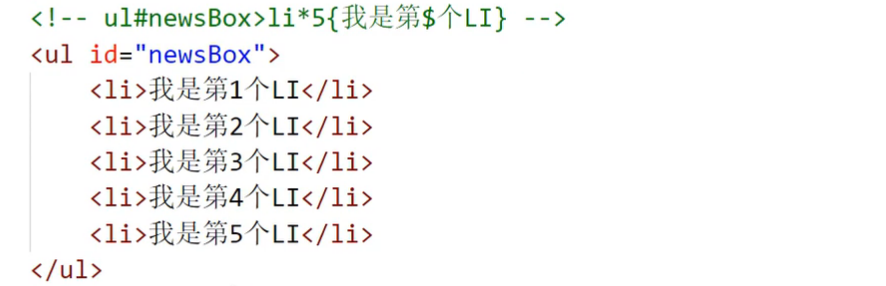 <!-- ul#newsBox>li*5{我是第$个LI} -->
<ul id="newsBox">
    <li>我是第1个LI</li>
    <li>我是第2个LI</li>
    <li>我是第3个LI</li>
    <li>我是第4个LI</li>
    <li>我是第5个LI</li>
</ul>